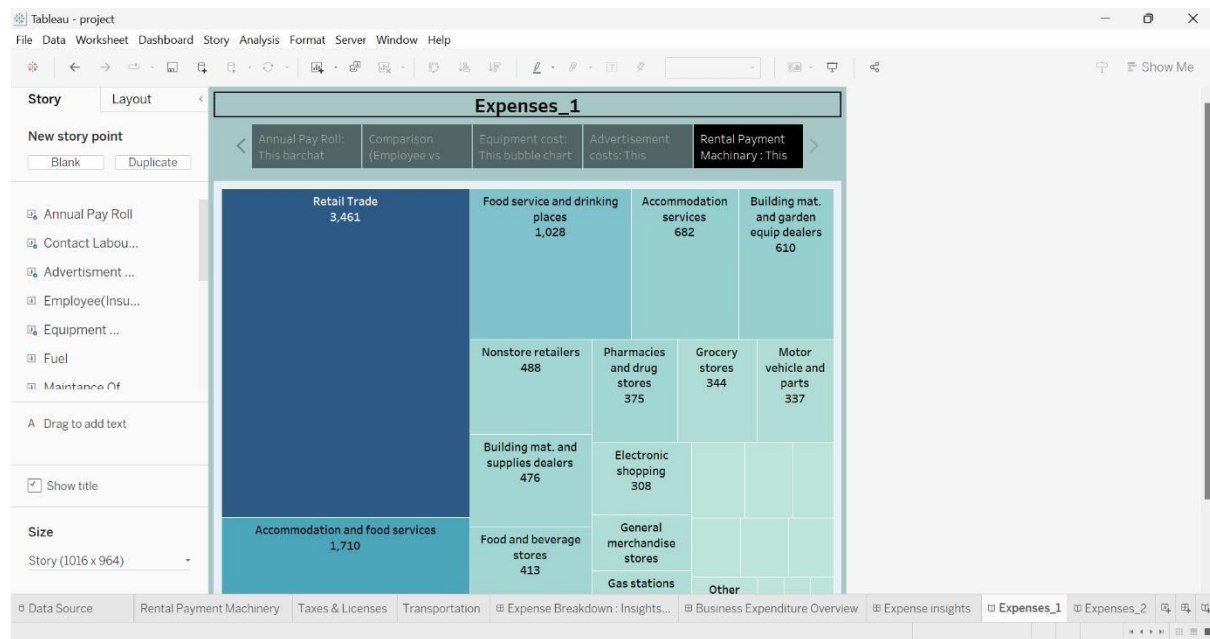 Tableau - project
File Data Worksheet Dashboard Story Analysis Format Server Window Help
Show Me
Story Layout
New story point
Blank Duplicate
Annual Pay Roll
Contact Labou...
Advertisment ...
Employee(Insu...
Equipment ...
Fuel
Maintance Of
A Drag to add text
Show title
Size
Story (1016 x 964)
Expenses_1
Annual Pay Roll:
This barchat
Comparison
(Employee vs
Equipment cost:
This bubble chart
Advertisement
costs: This
Rental Payment
Machinary : This
Retail Trade
3,461
Food service and drinking
places
1,028
Accommodation
services
682
Building mat.
and garden
equip dealers
610
Nonstore retailers
488
Pharmacies
and drug
stores
375
Grocery
stores
344
Motor
vehicle and
parts
337
Building mat. and
supplies dealers
476
Electronic
shopping
308
Accommodation and food services
1,710
Food and beverage
stores
413
General
merchandise
stores
Gas stations
Other
Data Source Rental Payment Machinery Taxes & Licenses Transportation Expense Breakdown : Insights... Business Expenditure Overview Expense insights Expenses_1 Expenses_2